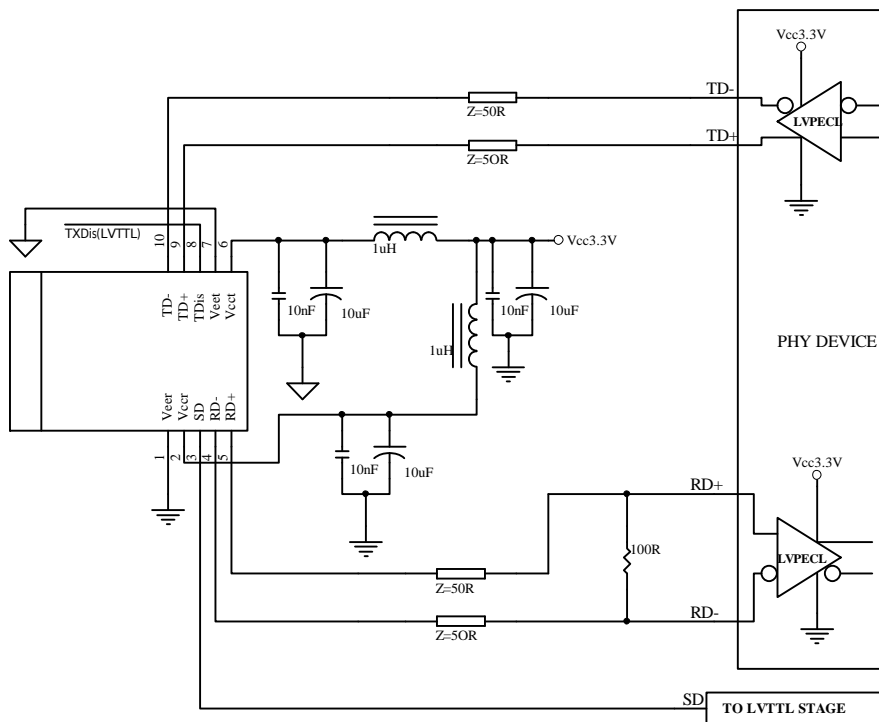 Vcc3.3V
TD-
LVPECL
Z=50R
TD+
Z=5OR
TXDis(LVTTL)
10
9
8
7
6
Vcc3.3V
1uH
TD-
TD+
TDis
Veet
Vcct
10nF
10uF
10nF
10uF
1uH
PHY DEVICE
Veer
Vccr
SD
RD-
RD+
1
2
3
4
5
10nF
10uF
Vcc3.3V
RD+
100R
LVPECL
Z=50R
RD-
Z=5OR
SD
TO LVTTL STAGE